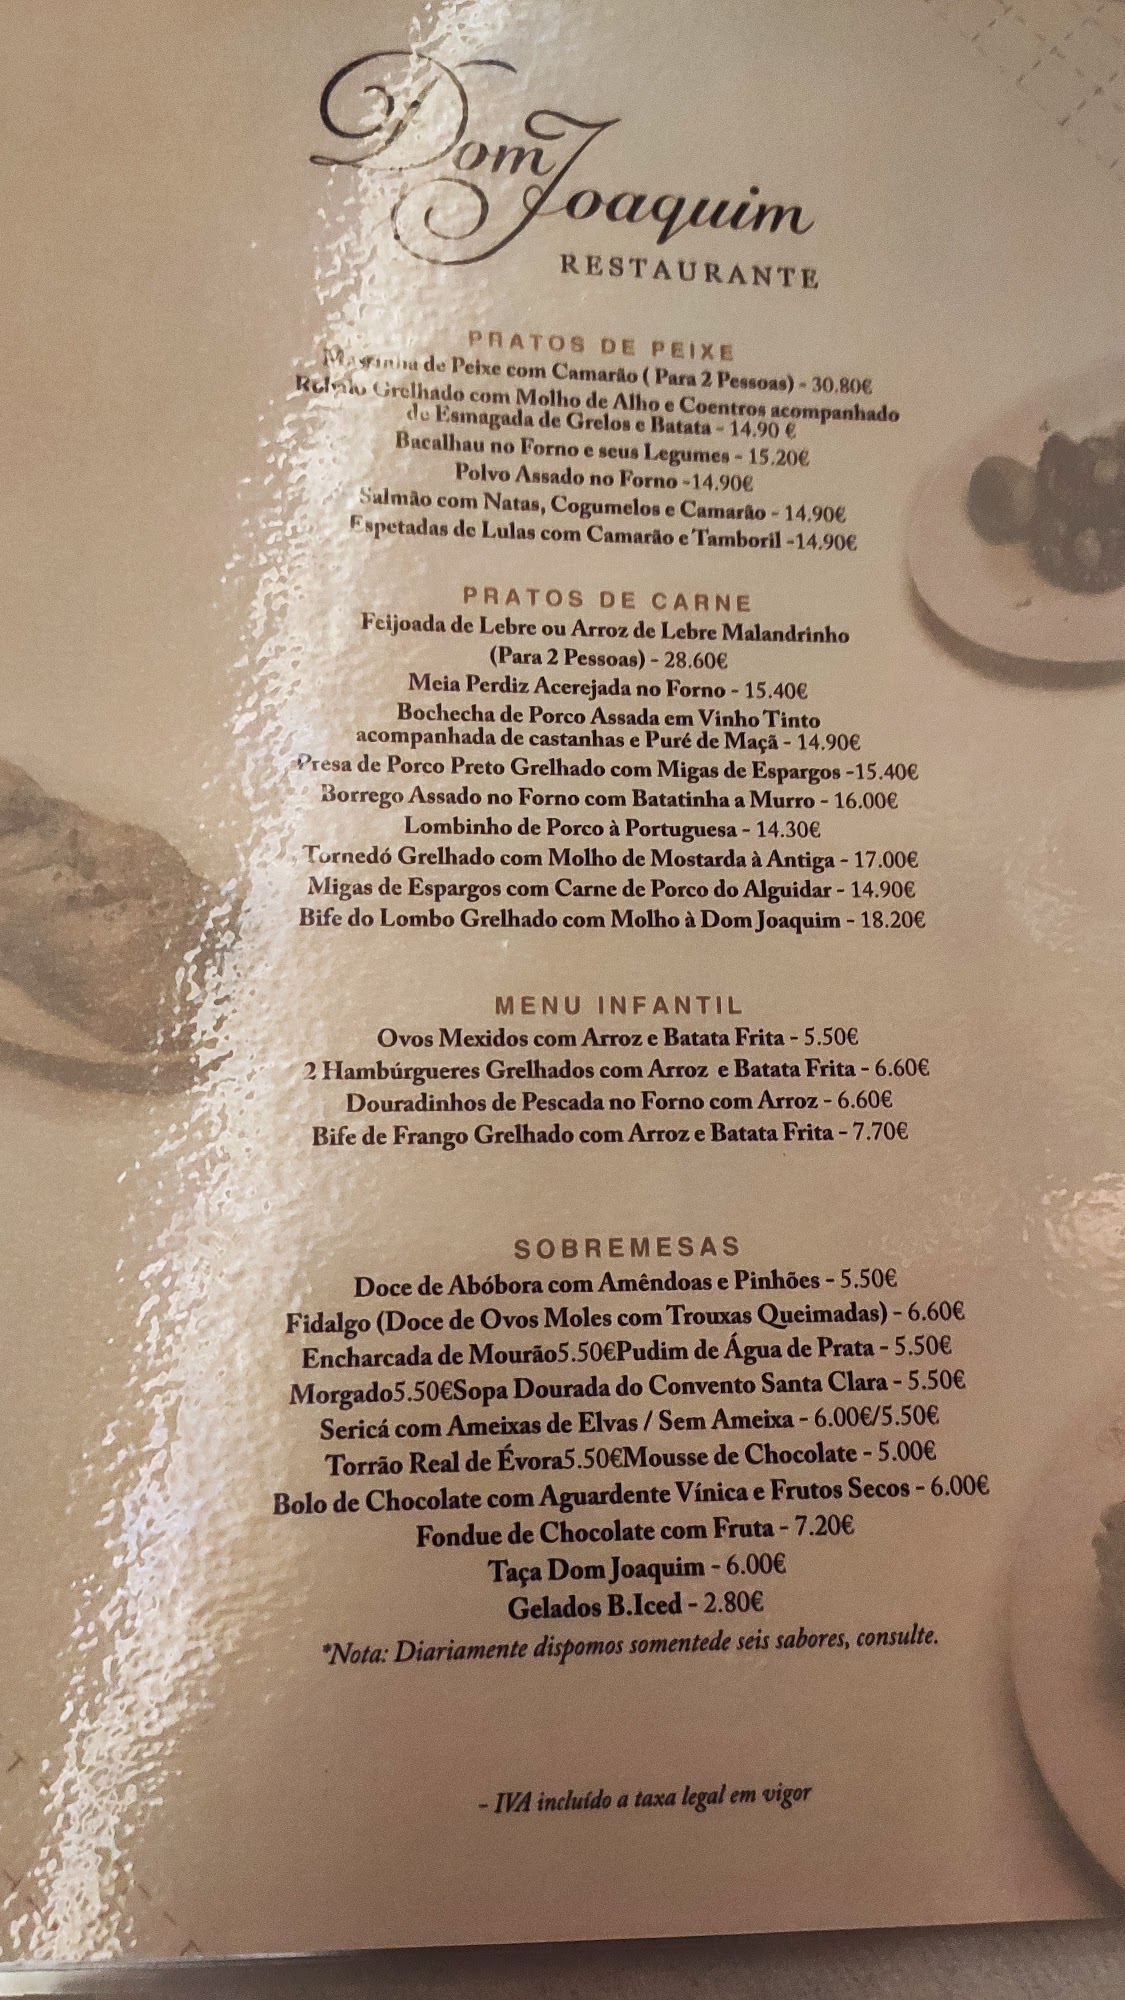 Dom Joaquim
RESTAURANTE
PRATOS DE PEIXE
de Peixe com Camarão ( Para 2 Pessoas) - 30.80€
Grelhado com Molho de Alho e Coentros acompanhado
de Esmagada de Grelos e Batata - 14.90 €
Bacalhau no Forno e seus Legumes - 15.20€
Polvo Assado no Forno -14.90€
Salmão com Natas, Cogumelos e Camarão - 14.90€
Espetadas de Lulas com Camarão e Tamboril -14.90€
PRATOS DE CARNE
Feijoada de Lebre ou Arroz de Lebre Malandrinho
(Para 2 Pessoas) - 28.60€
Meia Perdiz Acerejada no Forno - 15.40€
Bochecha de Porco Assada em Vinho Tinto
acompanhada de castanhas e Puré de Maçã - 14.90€
Presa de Porco Preto Grelhado com Migas de Espargos -15.40€
Borrego Assado no Forno com Batatinha a Murro - 16.00€
Lombinho de Porco à Portuguesa - 14.30€
Tornedó Grelhado com Molho de Mostarda à Antiga - 17.00€
Migas de Espargos com Carne de Porco do Alguidar - 14.90€
Bife do Lombo Grelhado com Molho à Dom Joaquim - 18.20€
MENU INFANTIL
Ovos Mexidos com Arroz e Batata Frita - 5.50€
2 Hambúrgueres Grelhados com Arroz e Batata Frita - 6.60€
Douradinhos de Pescada no Forno com Arroz - 6.60€
Bife de Frango Grelhado com Arroz e Batata Frita - 7.70€
SOBREMESAS
Doce de Abóbora com Amêndoas e Pinhões - 5.50€
Fidalgo (Doce de Ovos Moles com Trouxas Queimadas) - 6.60€
Encharcada de Mourão5.50€Pudim de Água de Prata - 5.50€
Morgado5.50€Sopa Dourada do Convento Santa Clara - 5.50€
Sericá com Ameixas de Elvas / Sem Ameixa - 6.00€/5.50€
Torrão Real de Évora5.50€Mousse de Chocolate - 5.00€
Bolo de Chocolate com Aguardente Vínica e Frutos Secos - 6.00€
Fondue de Chocolate com Fruta - 7.20€
Taça Dom Joaquim - 6.00€
Gelados B.Iced - 2.80€
*Nota: Diariamente dispomos somentede seis sabores, consulte.
- IVA incluído a taxa legal em vigor